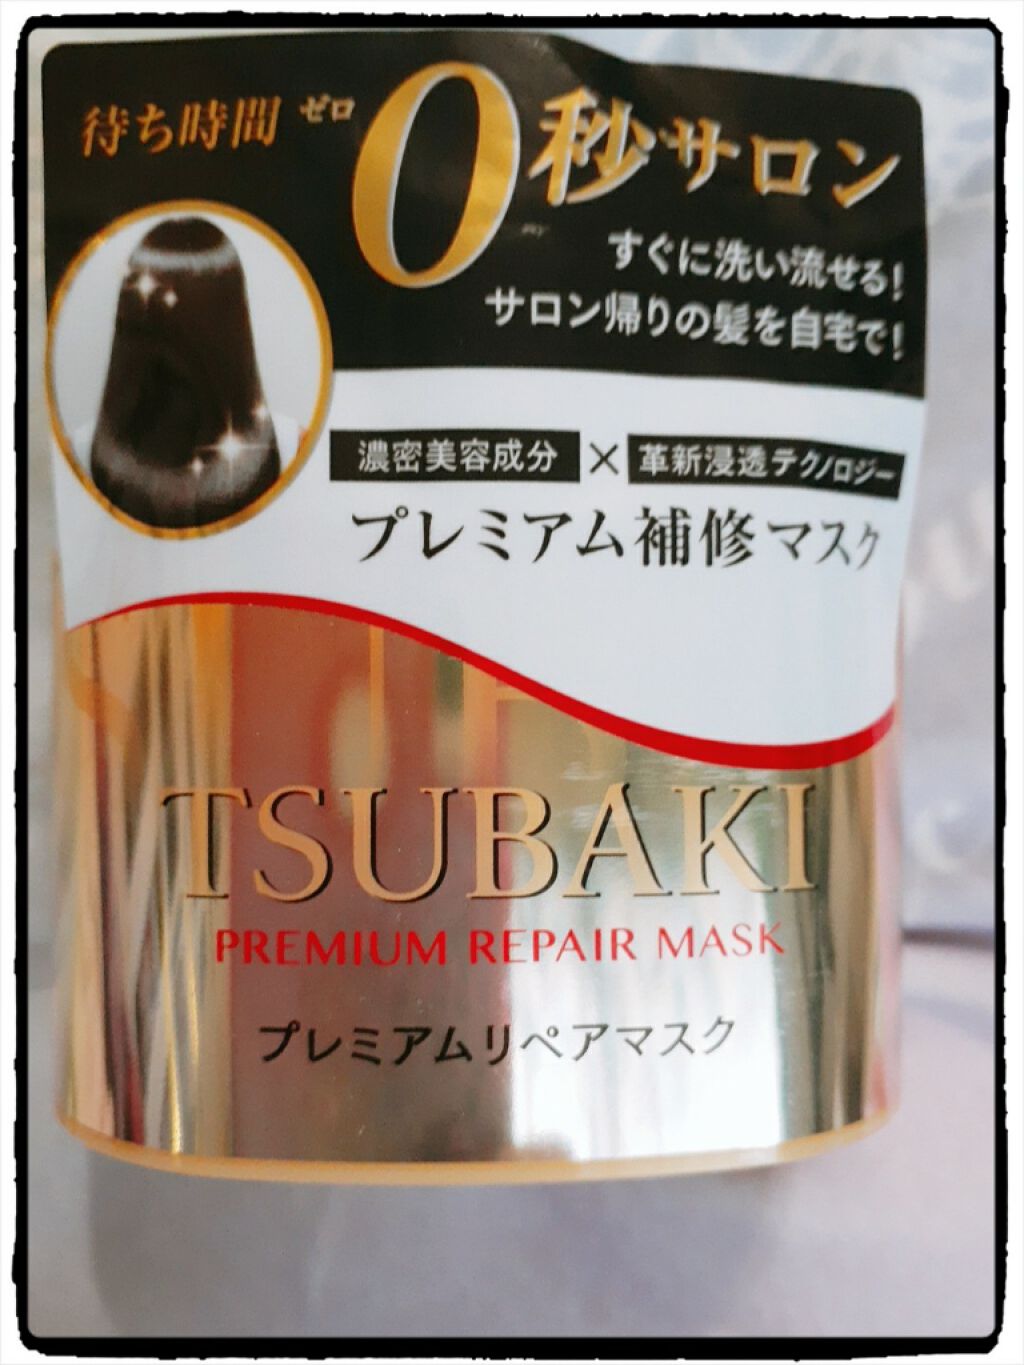 待ち時間 ゼロ 0秒サロン
すぐに洗い流せる!
サロン帰りの髪を自宅で!
濃密美容成分 × 革新浸透テクノロジー
プレミアム補修マスク
TSUBAKI
PREMIUM REPAIR MASK
プレミアムリペアマスク